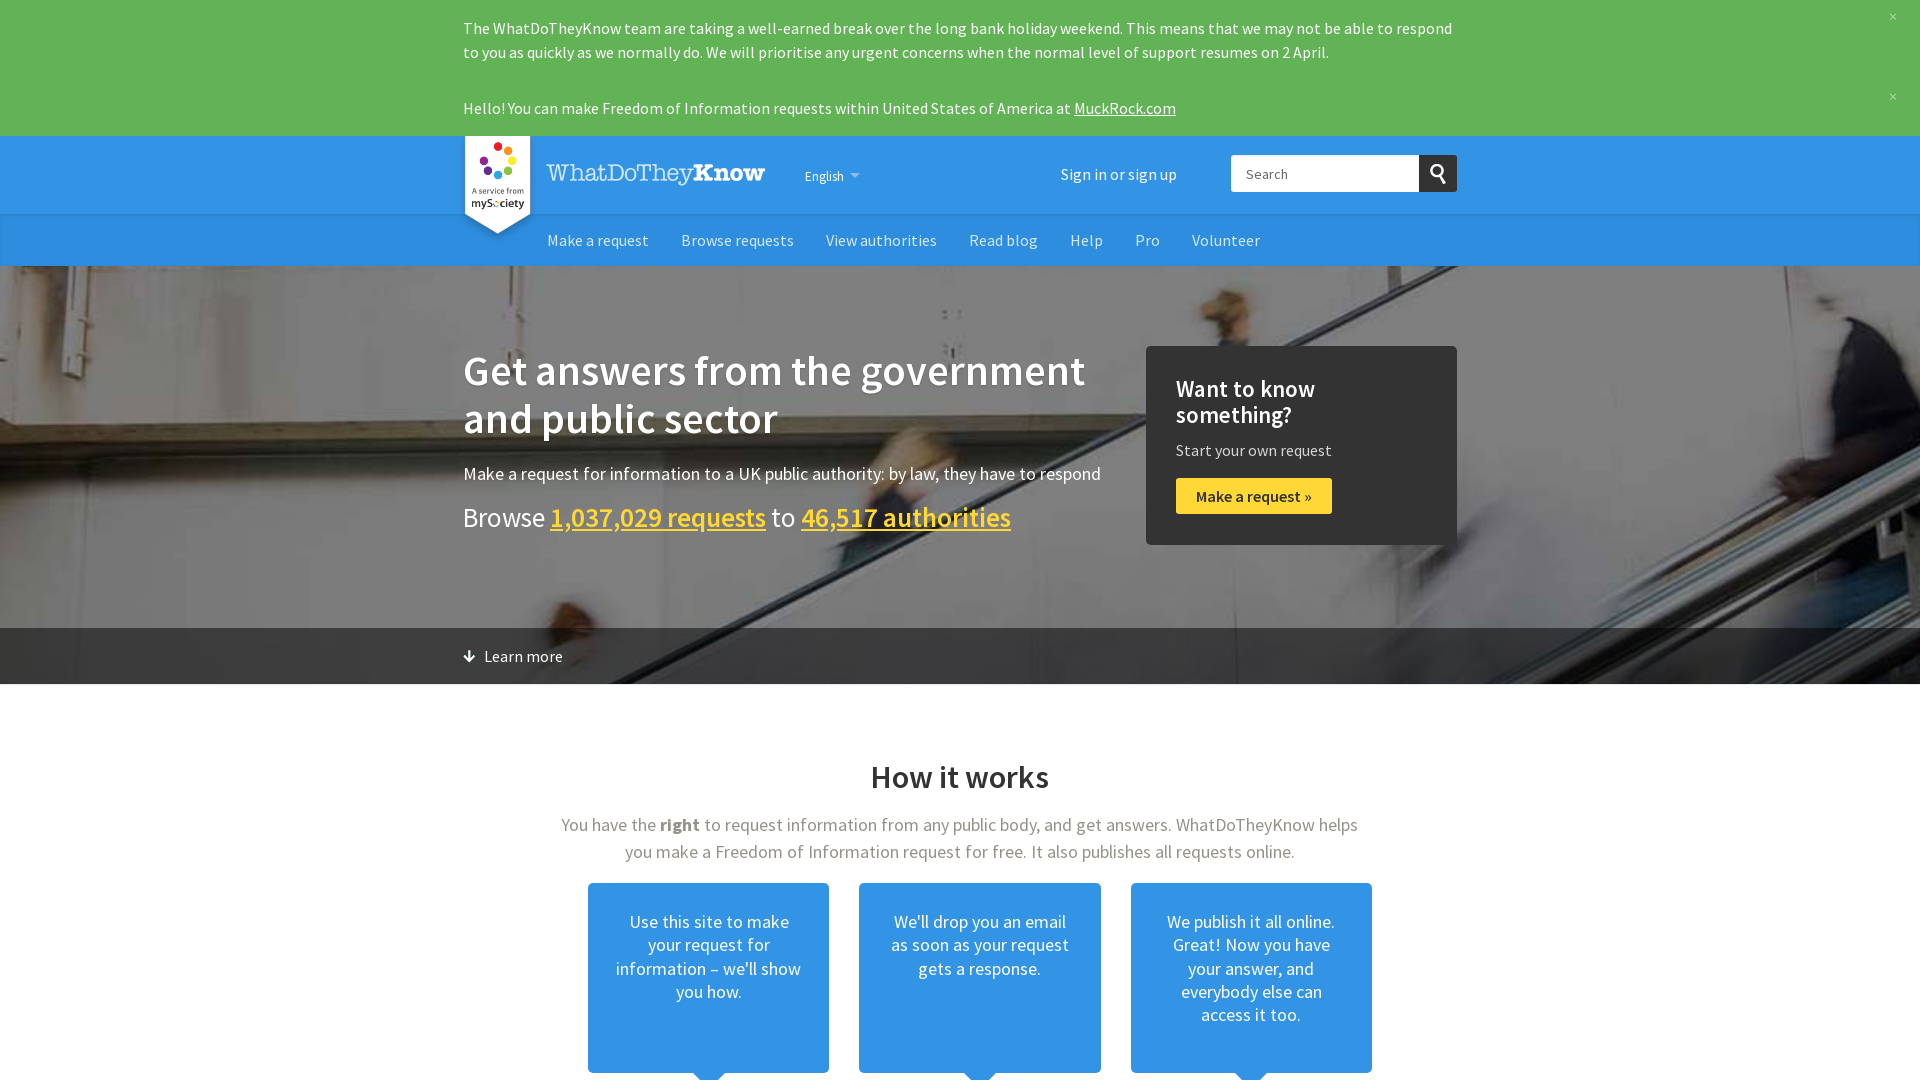 The WhatDoTheyKnow team are taking a well-earned break over the long bank holiday weekend. This means that we may not be able to respond
to you as quickly as we normally do. We will prioritise any urgent concerns when the normal level of support resumes on 2 April.
×
Hello! You can make Freedom of Information requests within United States of America at MuckRock.com
×
A service from
mySociety
WhatDoTheyKnow
English
Sign in or sign up
Search
Make a request
Browse requests
View authorities
Read blog
Help
Pro
Volunteer
Get answers from the government
and public sector
Make a request for information to a UK public authority: by law, they have to respond
Browse 1,037,029 requests to 46,517 authorities
Want to know
something?
Start your own request
Make a request »
Learn more
How it works
You have the right to request information from any public body, and get answers. WhatDoTheyKnow helps
you make a Freedom of Information request for free. It also publishes all requests online.
Use this site to make
your request for
information – we'll show
you how.
We'll drop you an email
as soon as your request
gets a response.
We publish it all online.
Great! Now you have
your answer, and
everybody else can
access it too.